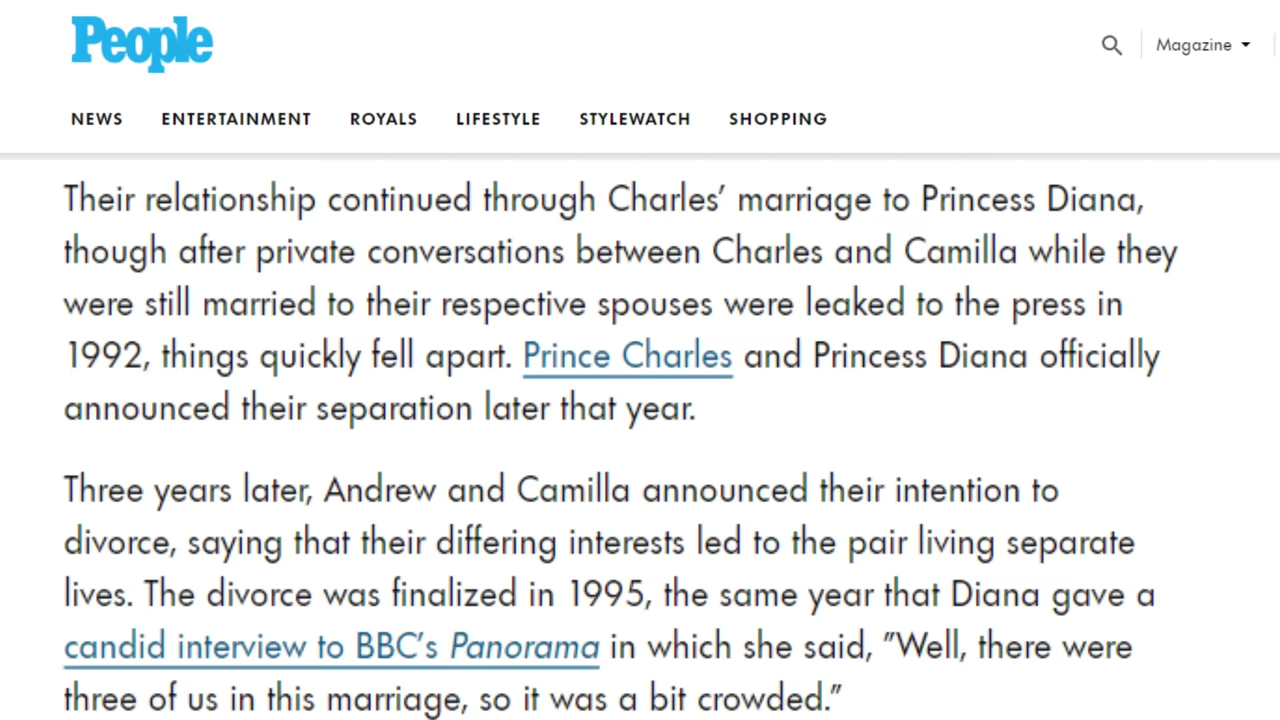 People
Magazine
NEWS ENTERTAINMENT ROYALS LIFESTYLE STYLEWATCH SHOPPING
Their relationship continued through Charles’ marriage to Princess Diana,
though after private conversations between Charles and Camilla while they
were still married to their respective spouses were leaked to the press in
1992, things quickly fell apart. Prince Charles and Princess Diana officially
announced their separation later that year.
Three years later, Andrew and Camilla announced their intention to
divorce, saying that their differing interests led to the pair living separate
lives. The divorce was finalized in 1995, the same year that Diana gave a
candid interview to BBC’s Panorama in which she said, ”Well, there were
three of us in this marriage, so it was a bit crowded.”